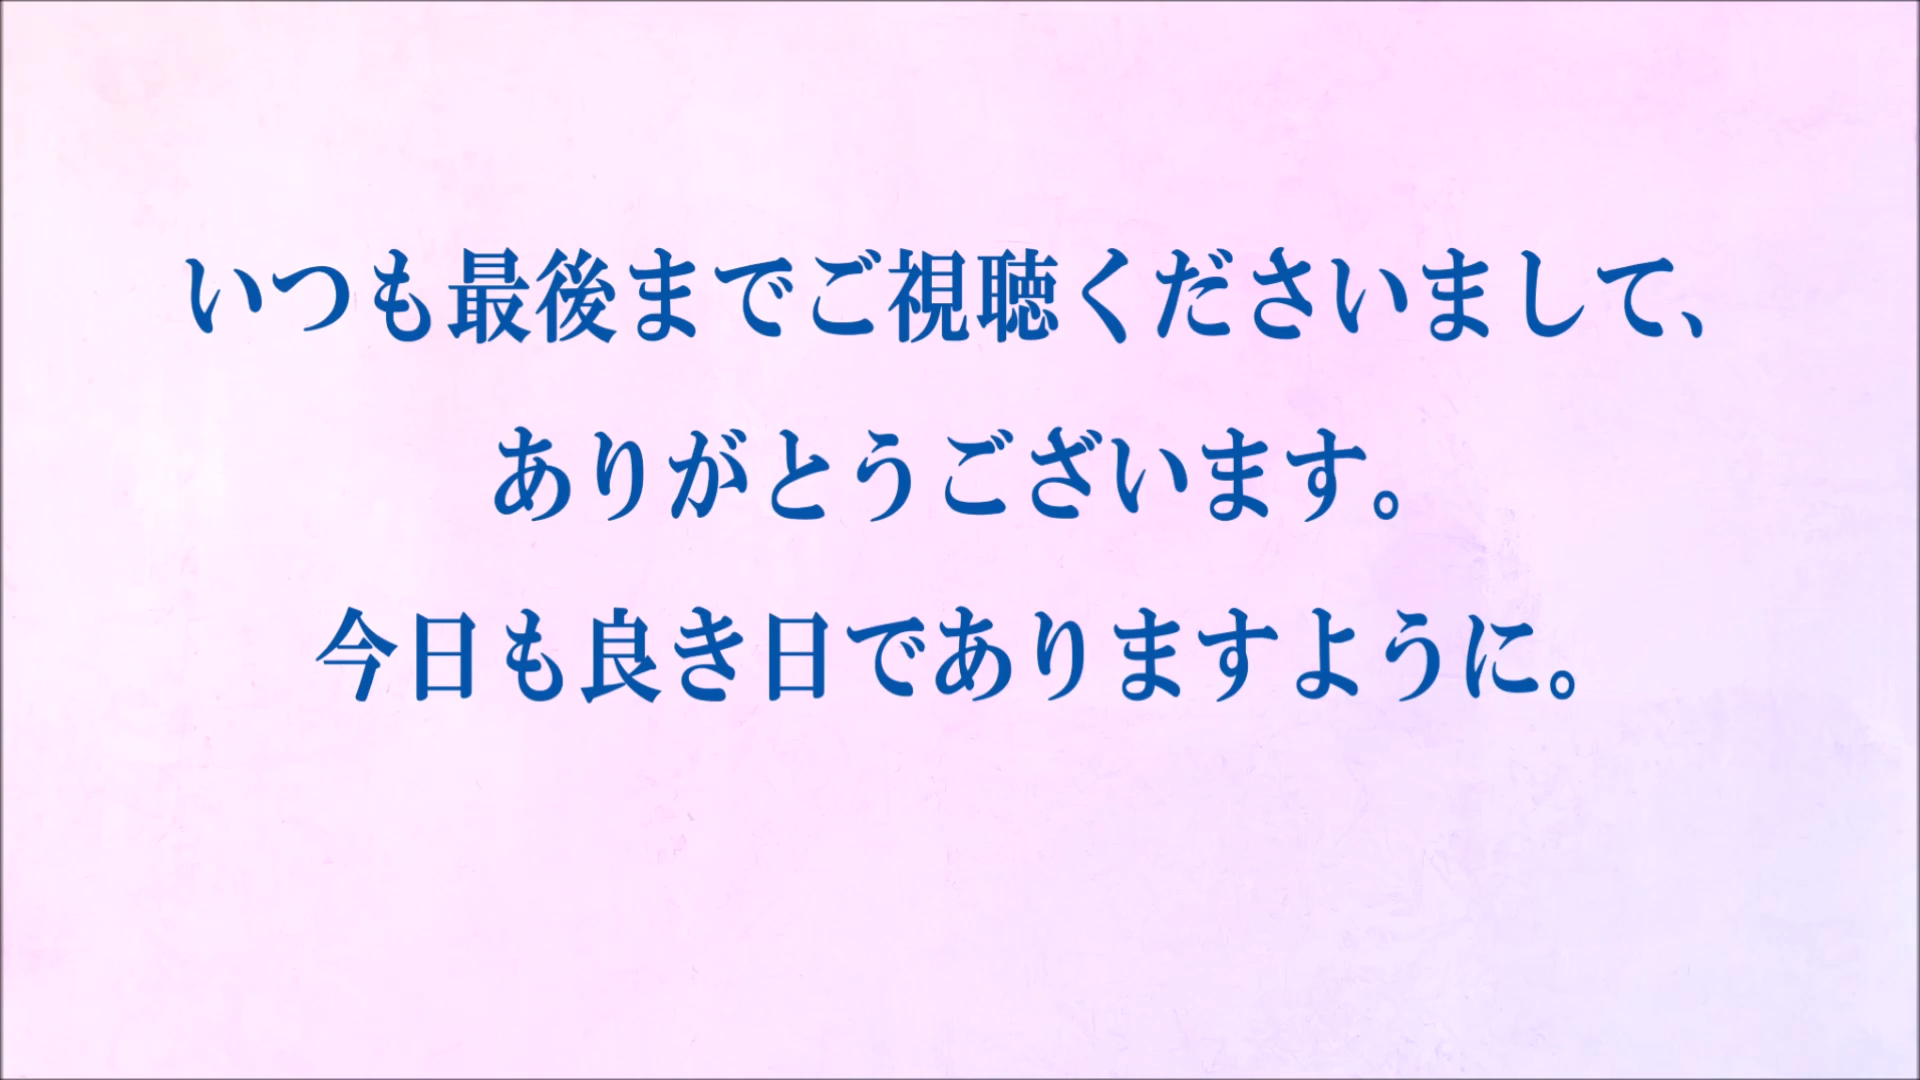 いつも最後までご視聴くださいまして、
ありがとうございます。
今日も良き日でありますように。